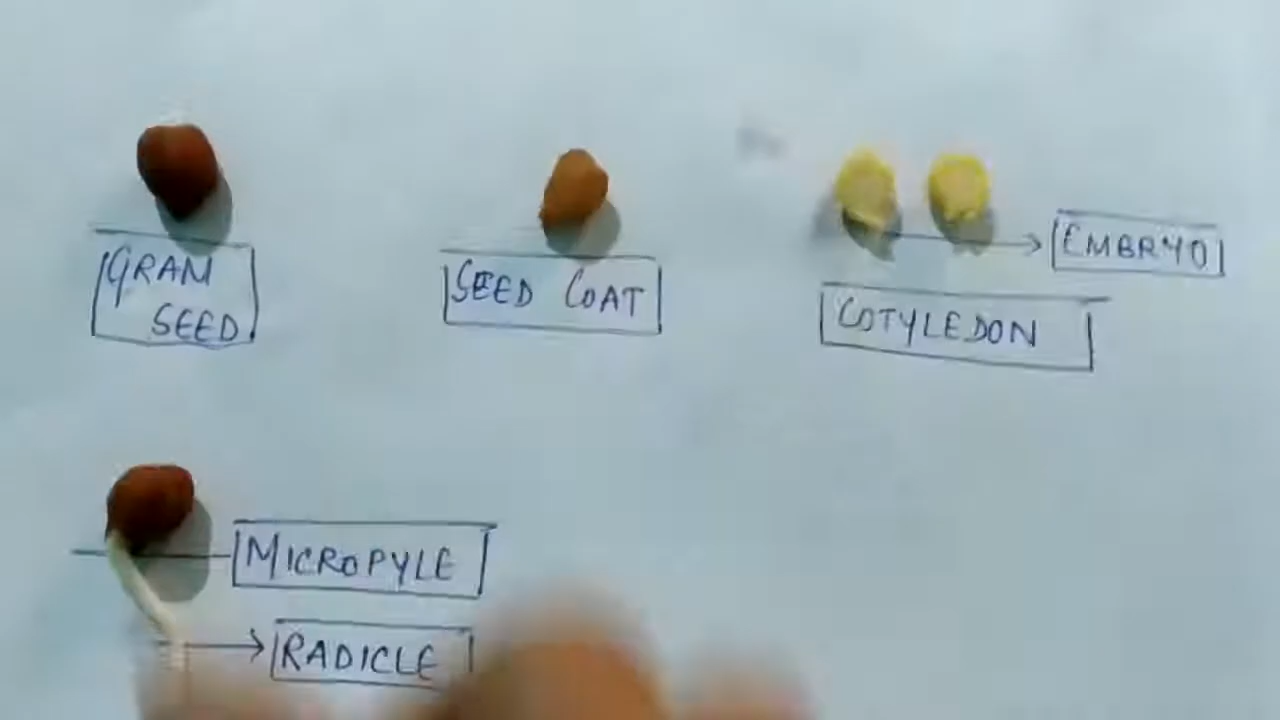 GRAM
SEED
SEED COAT
EMBRYO
COTYLEDON
MICROPYLE
RADICLE